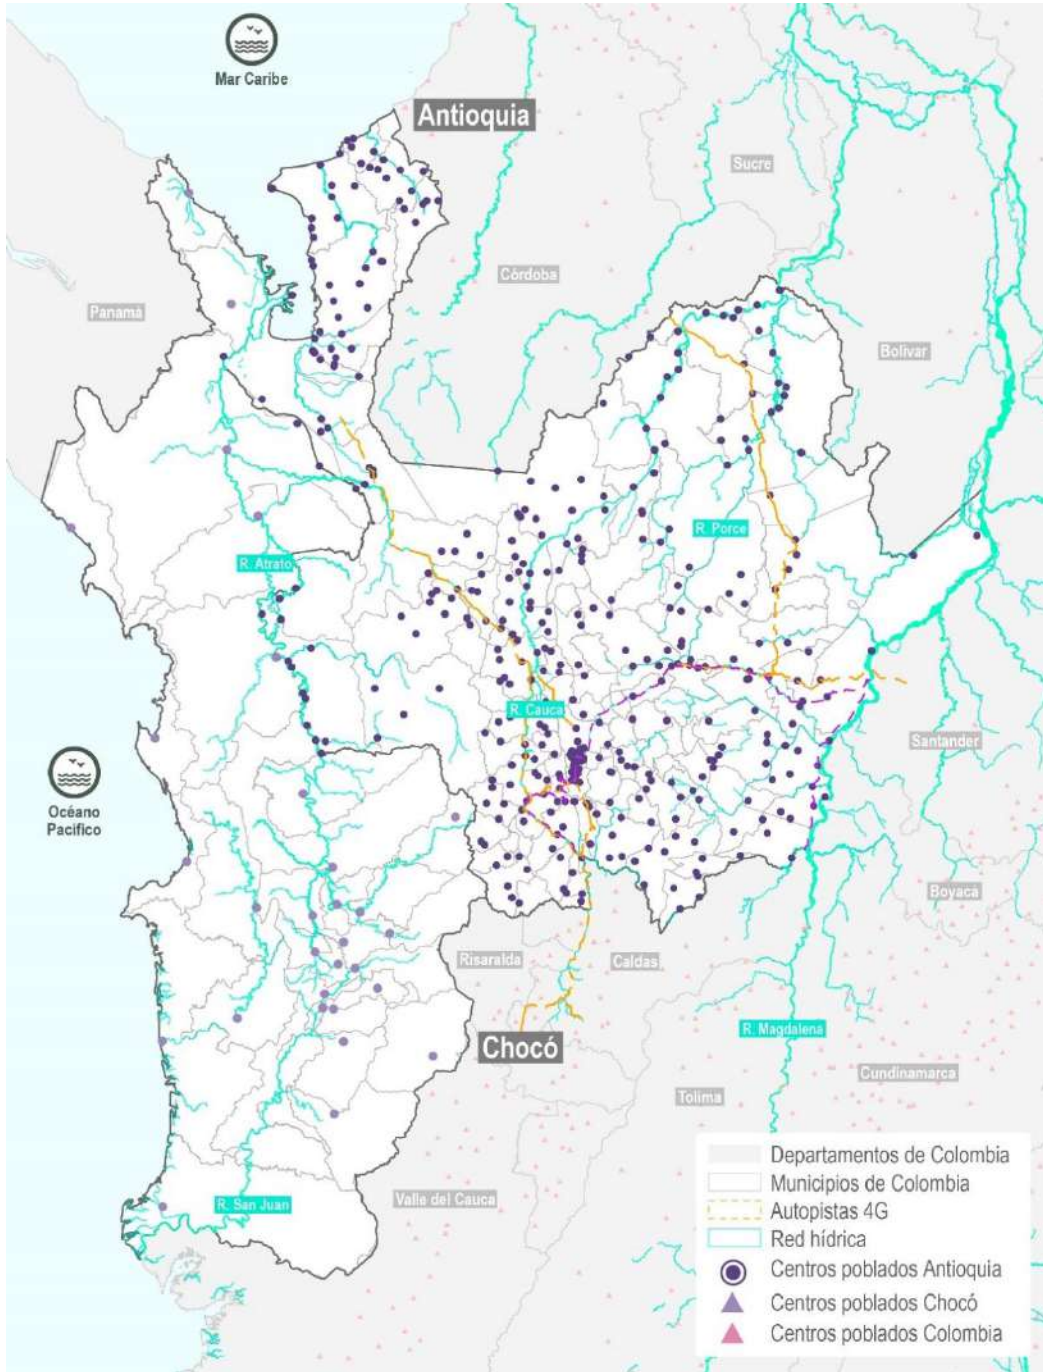 Mar Caribe
Antioquia
Sucre
Córdoba
Panamá
Bolívar
R. Porce
R. Atrato
R. Cauca
Santander
Océano
Pacifico
Boyacá
Risaralda
Caldas
R. Magdalena
Chocó
Cundinamarca
Tolima
Valle del Cauca
R. San Juan
Departamentos de Colombia
Municipios de Colombia
Autopistas 4G
Red hídrica
Centros poblados Antioquia
Centros poblados Chocó
Centros poblados Colombia